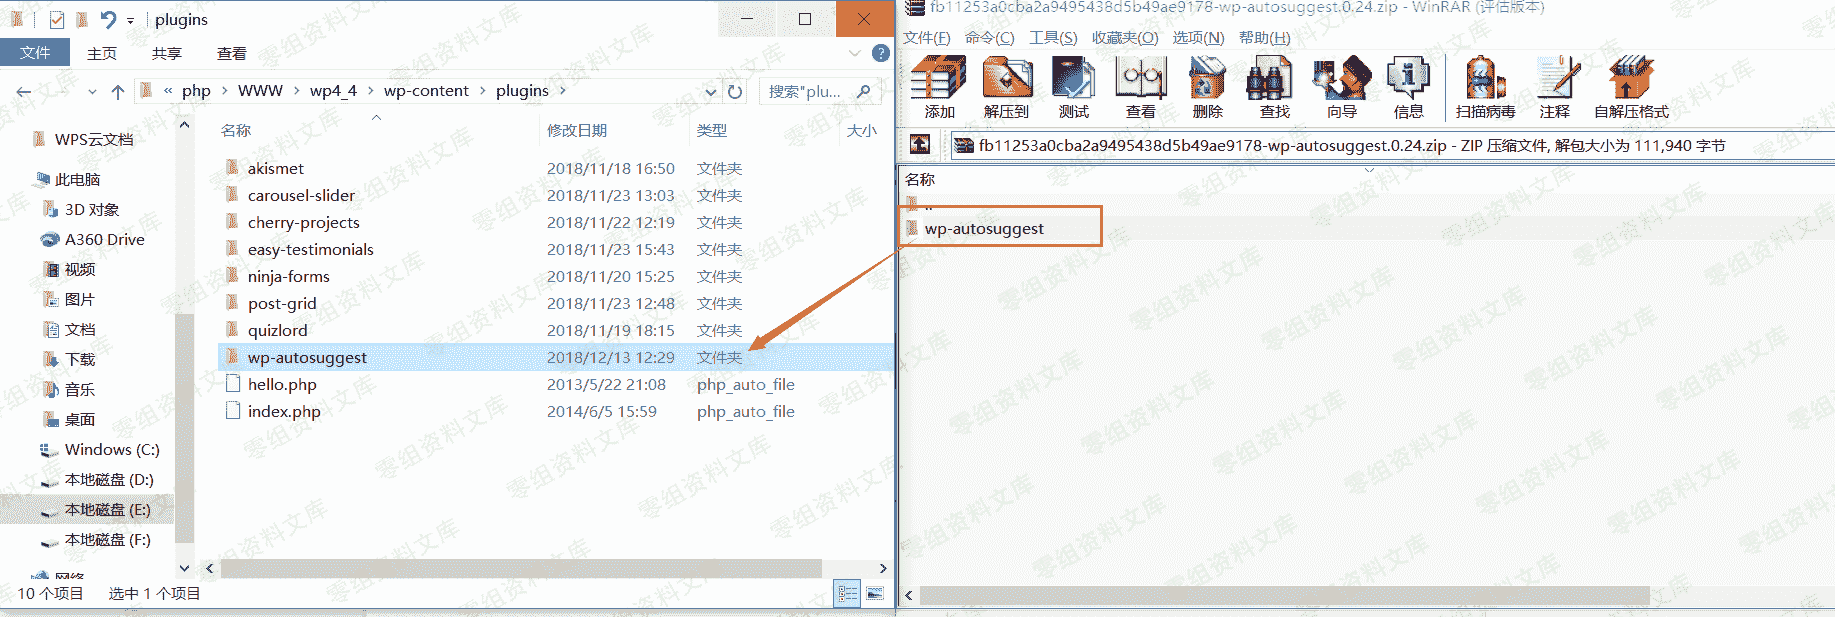 plugins
文件 主页 共享 查看
« php › WWW › wp4_4 › wp-content › plugins ›
搜索"plu...
WPS云文档
此电脑
3D 对象
A360 Drive
视频
图片
文档
下载
音乐
桌面
Windows (C:)
本地磁盘 (D:)
本地磁盘 (E:)
本地磁盘 (F:)
网络
名称 修改日期 类型 大小
akismet 2018/11/18 16:50 文件夹
carousel-slider 2018/11/23 13:03 文件夹
cherry-projects 2018/11/22 12:19 文件夹
easy-testimonials 2018/11/23 15:43 文件夹
ninja-forms 2018/11/20 15:25 文件夹
post-grid 2018/11/23 12:48 文件夹
quizlord 2018/11/19 18:15 文件夹
wp-autosuggest 2018/12/13 12:29 文件夹
hello.php 2013/5/22 21:08 php_auto_file
index.php 2014/6/5 15:59 php_auto_file
10 个项目 选中 1 个项目
fb11253a0cba2a9495438d5b49ae9178-wp-autosuggest.0.24.zip - WinRAR (评估版本)
文件(F) 命令(C) 工具(S) 收藏夹(O) 选项(N) 帮助(H)
添加 解压到 测试 查看 删除 查找 向导 信息 扫描病毒 注释 自解压格式
fb11253a0cba2a9495438d5b49ae9178-wp-autosuggest.0.24.zip - ZIP 压缩文件, 解包大小为 111,940 字节
名称
..
wp-autosuggest
零组资料文库